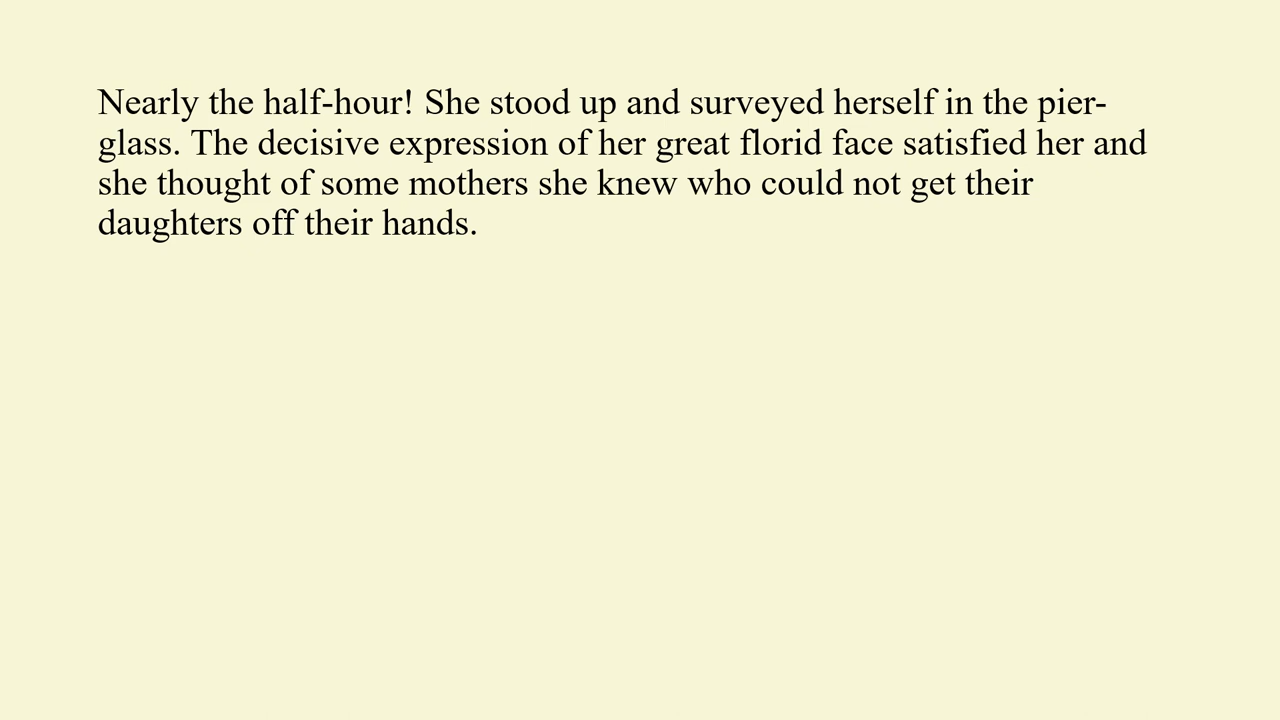 Nearly the half-hour! She stood up and surveyed herself in the pier-
glass. The decisive expression of her great florid face satisfied her and
she thought of some mothers she knew who could not get their
daughters off their hands.